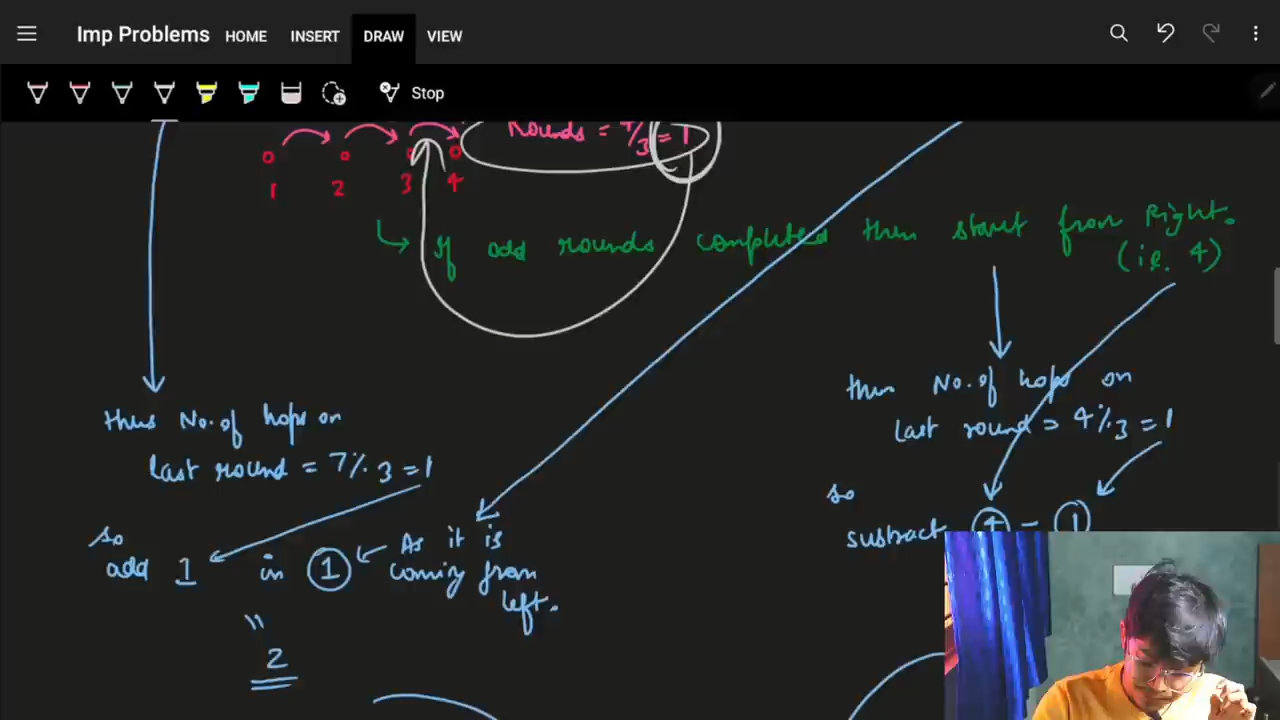 Imp Problems HOME INSERT DRAW VIEW
Stop
Rounds = 4/3 = 1
1 2 3 4
If odd rounds completed then start from Right.
(i.e. 4)
thus No. of hops on
last round = 7 % 3 = 1
then No. of hops on
last round = 4 % 3 = 1
so
add 1 in 1
As it is
coming from
left.
so
subtract 4 - 1
"
2